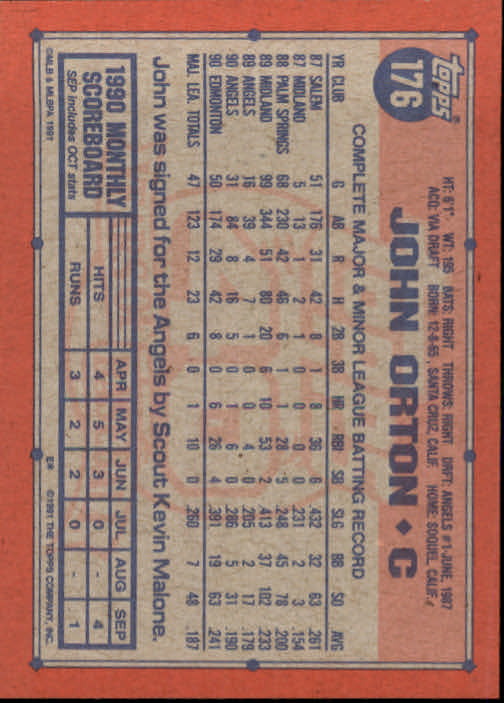 topps®
176
HT: 6'1" WT: 195 BATS: RIGHT THROWS: RIGHT DRFT: ANGELS #1-JUNE, 1987
ACQ: VIA DRAFT BORN: 12-8-65, SANTA CRUZ, CALIF. HOME: SOQUEL, CALIF.
JOHN ORTON ♦ C
COMPLETE MAJOR & MINOR LEAGUE BATTING RECORD
YR CLUB G AB R H 2B 3B HR RBI SB SLG BB SO AVG
87 SALEM 51 176 31 42 8 1 8 36 6 .432 32 63 .261
87 MIDLAND 5 13 1 2 1 0 0 0 0 .231 2 3 .154
88 PALM SPRINGS 68 230 42 46 6 1 1 28 5 .248 45 78 .200
89 MIDLAND 99 344 51 80 20 6 10 53 2 .413 37 102 .233
89 ANGELS 16 39 4 7 1 0 0 4 0 .205 2 17 .179
90 ANGELS 31 84 8 16 5 0 1 6 0 .286 5 31 .190
90 EDMONTON 50 174 29 42 8 0 6 26 4 .391 19 63 .241
MAJ. LEA. TOTALS 47 123 12 23 6 0 1 10 0 .260 7 48 .187
John was signed for the Angels by Scout Kevin Malone.
1990 MONTHLY SCOREBOARD
SEP includes OCT stats
APR MAY JUN JUL AUG SEP
HITS 4 5 3 0 - 4
RUNS 3 2 2 0 - 1
©MLB & MLBPA 1991
E* ©1991 THE TOPPS COMPANY, INC.